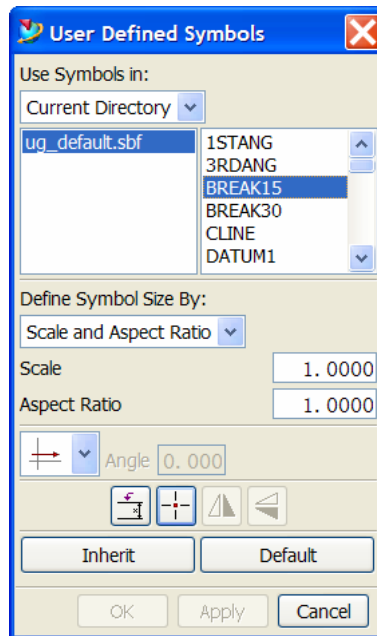 User Defined Symbols
Use Symbols in:
Current Directory
ug_default.sbf
1STANG
3RDANG
BREAK15
BREAK30
CLINE
DATUM1
Define Symbol Size By:
Scale and Aspect Ratio
Scale 1.0000
Aspect Ratio 1.0000
Angle 0.000
Inherit Default
OK Apply Cancel